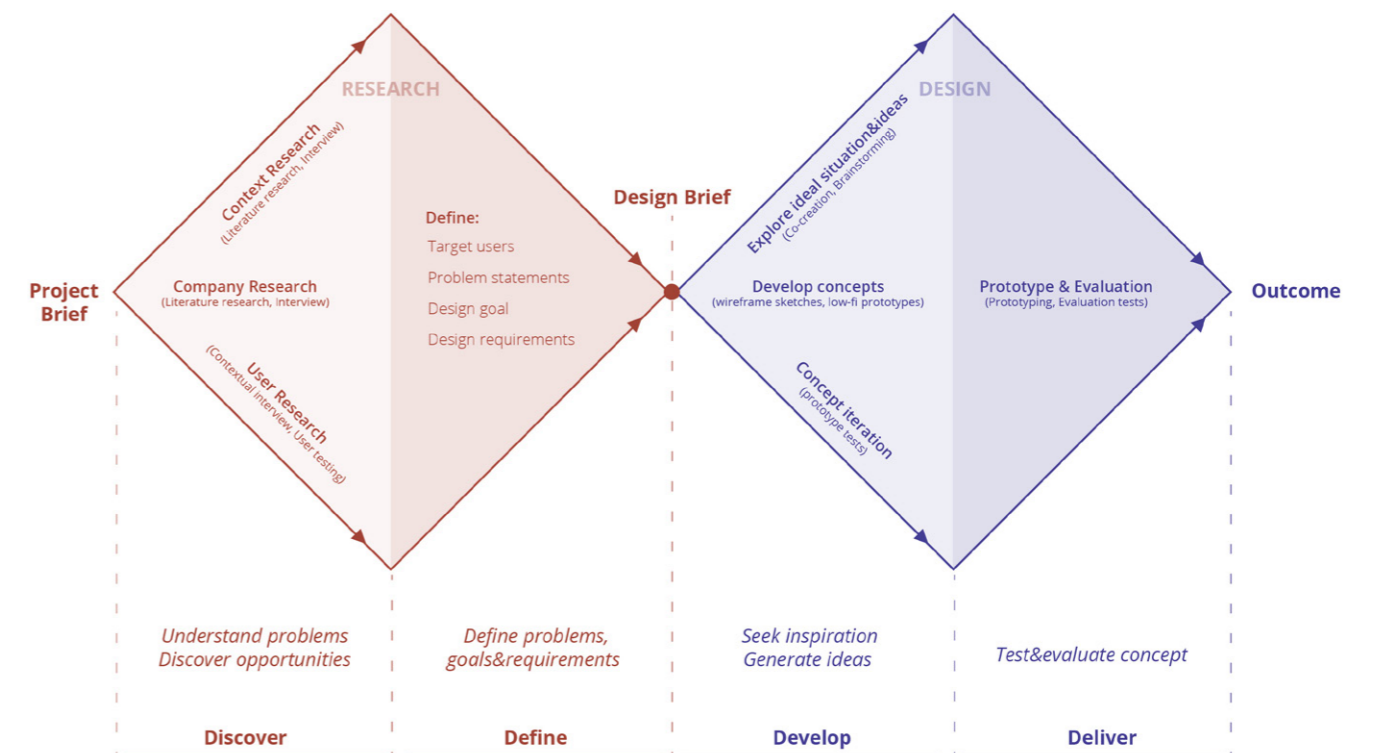 RESEARCH
DESIGN
Context Research
(Literature research, Interview)
Explore ideal situation&ideas
(Co-creation, Brainstorming)
Design Brief
Define:
Target users
Problem statements
Design goal
Design requirements
Project
Brief
Company Research
(Literature research, Interview)
Develop concepts
(wireframe sketches, low-fi prototypes)
Prototype & Evaluation
(Prototyping, Evaluation tests)
Outcome
User Research
(Contextual interview, User testing)
Concept iteration
(prototype tests)
Understand problems
Discover opportunities
Define problems,
goals&requirements
Seek inspiration
Generate ideas
Test&evaluate concept
Discover
Define
Develop
Deliver